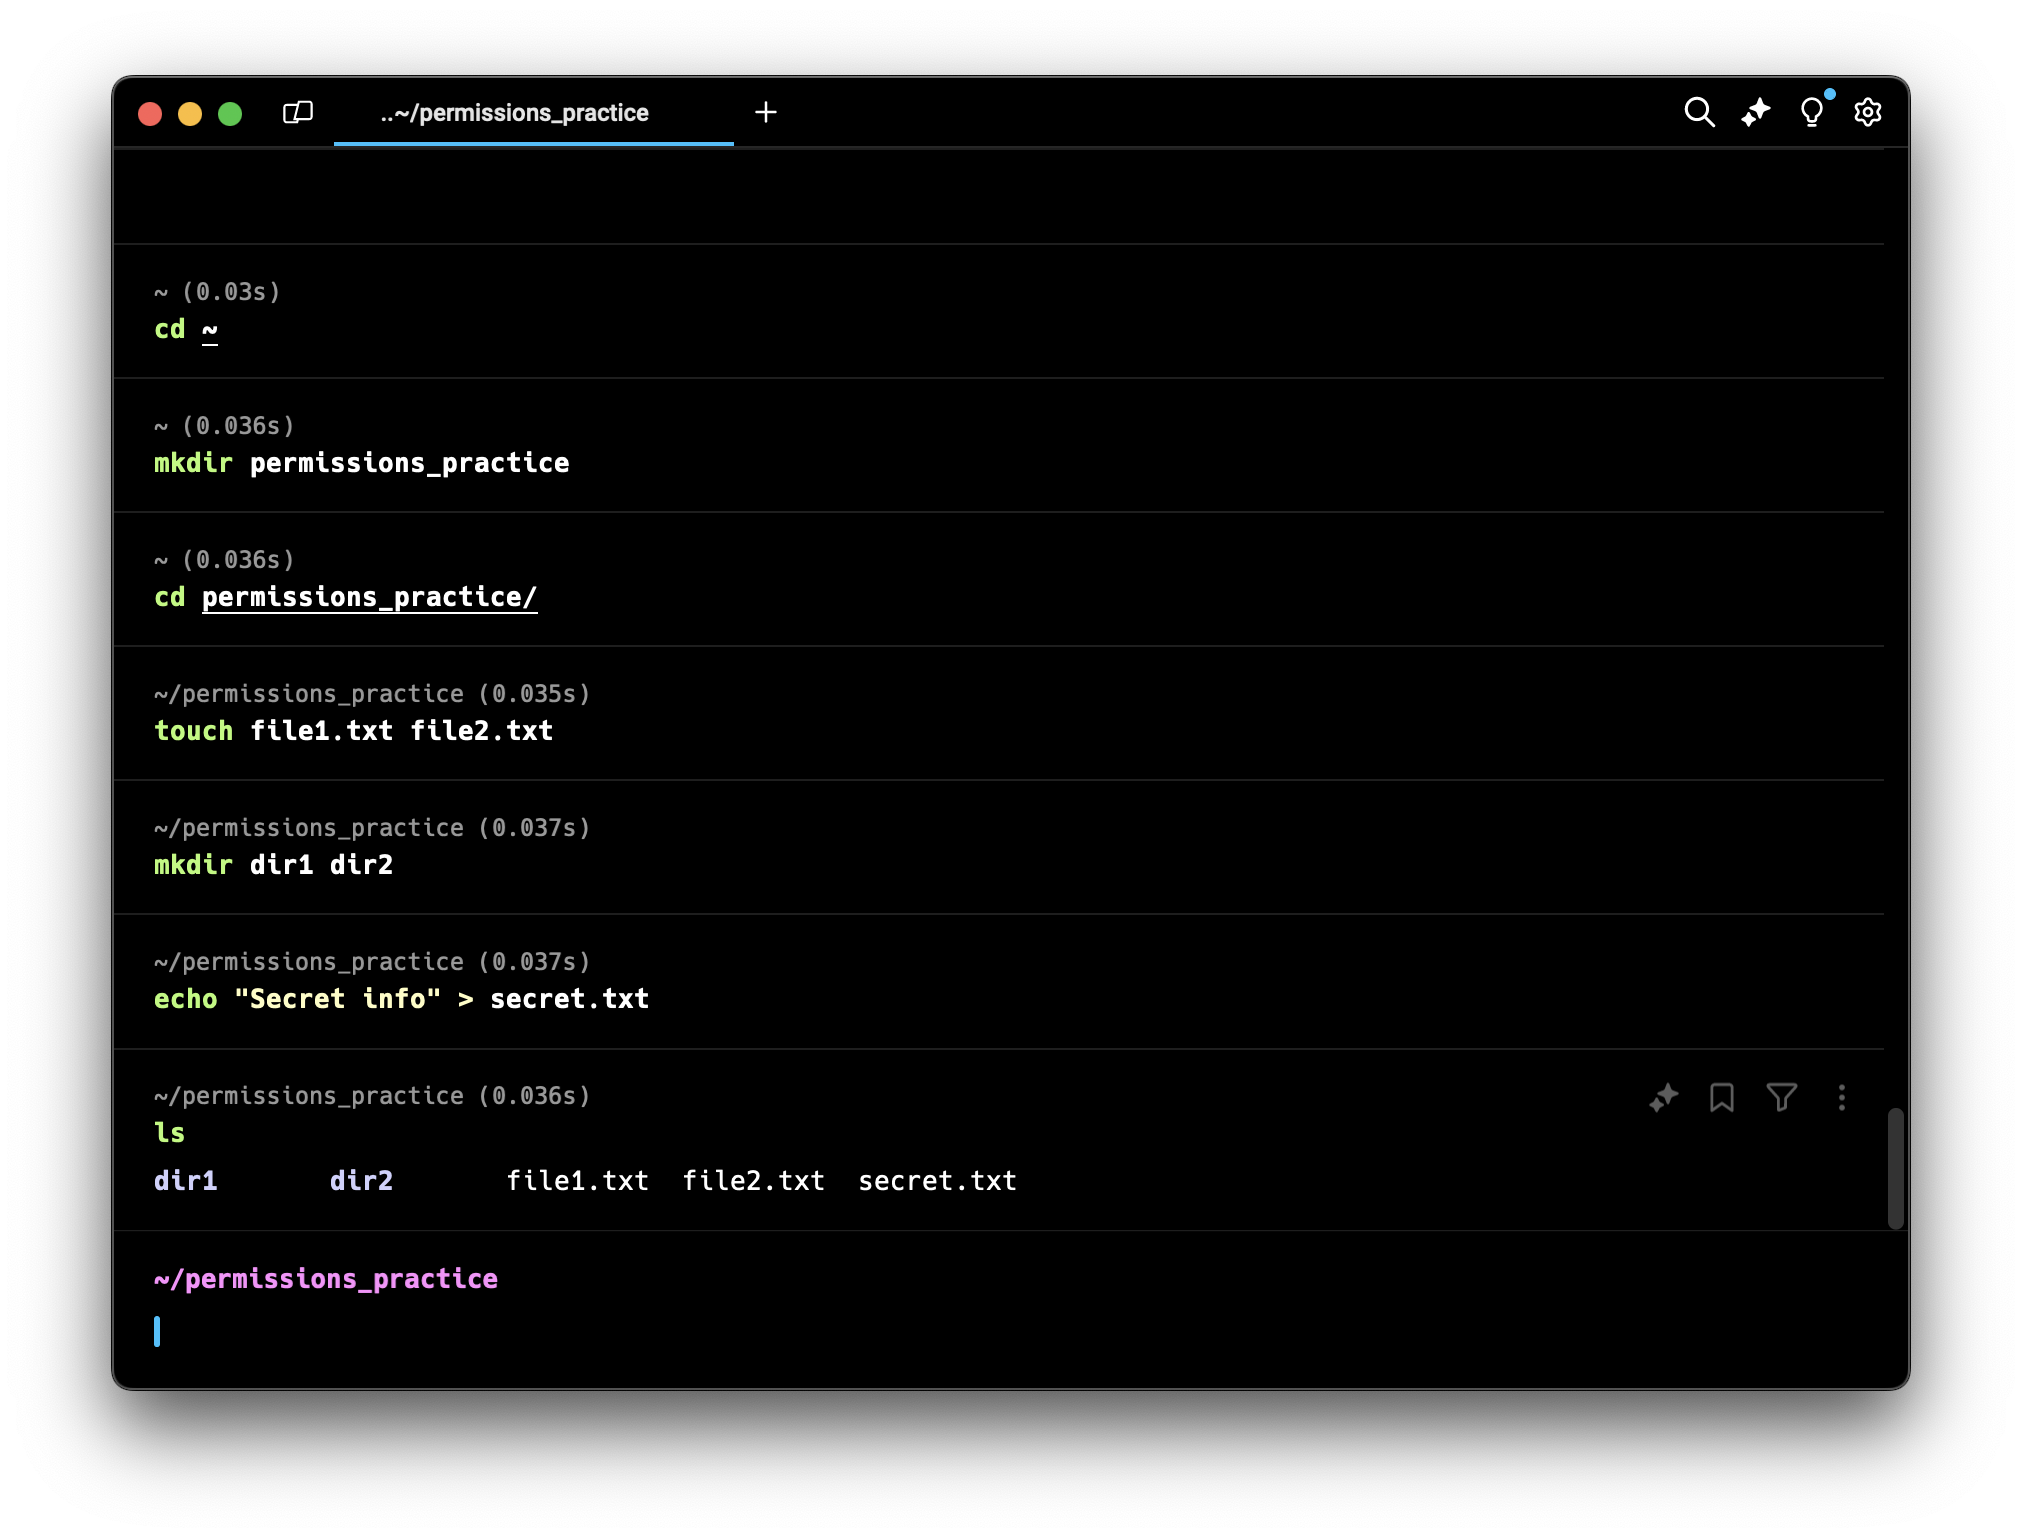 ..~/permissions_practice
~ (0.03s)
cd ~
~ (0.036s)
mkdir permissions_practice
~ (0.036s)
cd permissions_practice/
~/permissions_practice (0.035s)
touch file1.txt file2.txt
~/permissions_practice (0.037s)
mkdir dir1 dir2
~/permissions_practice (0.037s)
echo "Secret info" > secret.txt
~/permissions_practice (0.036s)
ls
dir1       dir2       file1.txt  file2.txt  secret.txt
~/permissions_practice